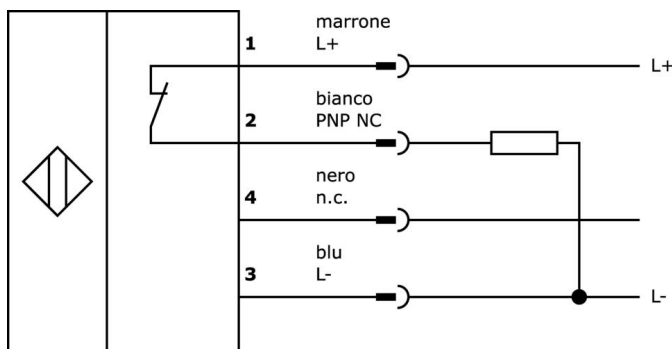 marrone
1 L+ L+
bianco
2 PNP NC
nero
4 n.c.
blu
3 L- L-